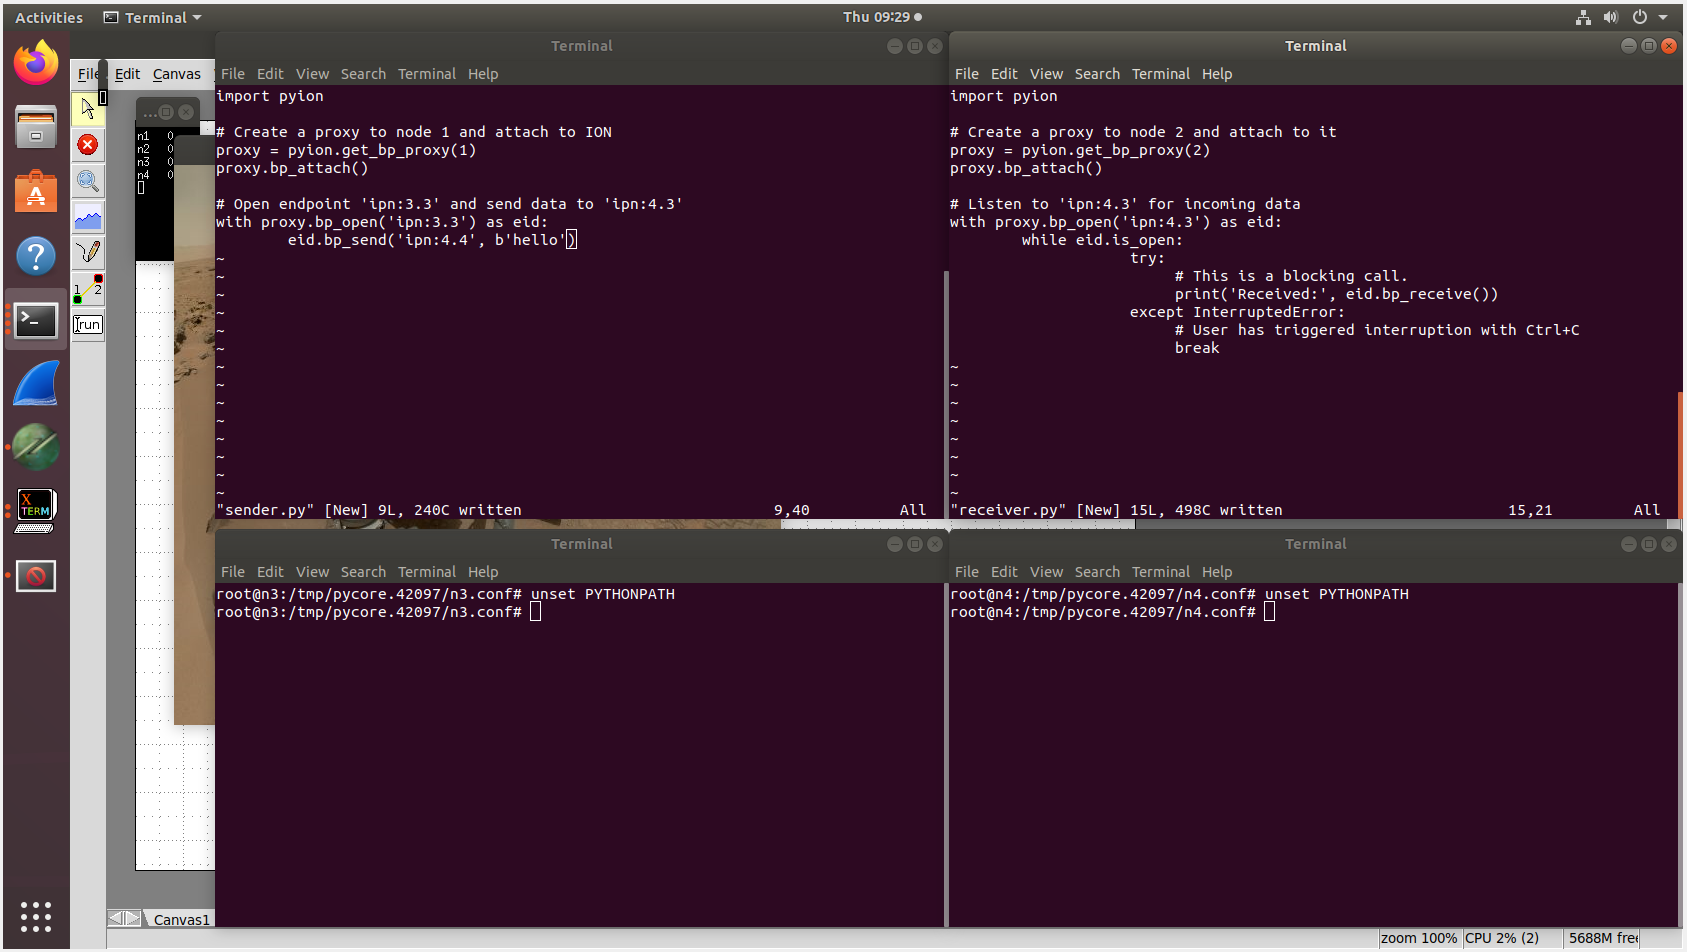 Activities Terminal Thu 09:29
File Edit Canvas
...
n1 0
n2 0
n3 0
n4 0
1 2
run
X
TERM
Terminal
File Edit View Search Terminal Help
import pyion
# Create a proxy to node 1 and attach to ION
proxy = pyion.get_bp_proxy(1)
proxy.bp_attach()
# Open endpoint 'ipn:3.3' and send data to 'ipn:4.3'
with proxy.bp_open('ipn:3.3') as eid:
        eid.bp_send('ipn:4.4', b'hello')
~
~
~
~
~
~
~
~
~
~
~
~
~
~
"sender.py" [New] 9L, 240C written 9,40 All
Terminal
File Edit View Search Terminal Help
import pyion
# Create a proxy to node 2 and attach to it
proxy = pyion.get_bp_proxy(2)
proxy.bp_attach()
# Listen to 'ipn:4.3' for incoming data
with proxy.bp_open('ipn:4.3') as eid:
        while eid.is_open:
                    try:
                         # This is a blocking call.
                         print('Received:', eid.bp_receive())
                    except InterruptedError:
                         # User has triggered interruption with Ctrl+C
                         break
~
~
~
~
~
~
~
~
"receiver.py" [New] 15L, 498C written 15,21 All
Terminal
File Edit View Search Terminal Help
root@n3:/tmp/pycore.42097/n3.conf# unset PYTHONPATH
root@n3:/tmp/pycore.42097/n3.conf#
Terminal
File Edit View Search Terminal Help
root@n4:/tmp/pycore.42097/n4.conf# unset PYTHONPATH
root@n4:/tmp/pycore.42097/n4.conf#
Canvas1
zoom 100% CPU 2% (2) 5688M free